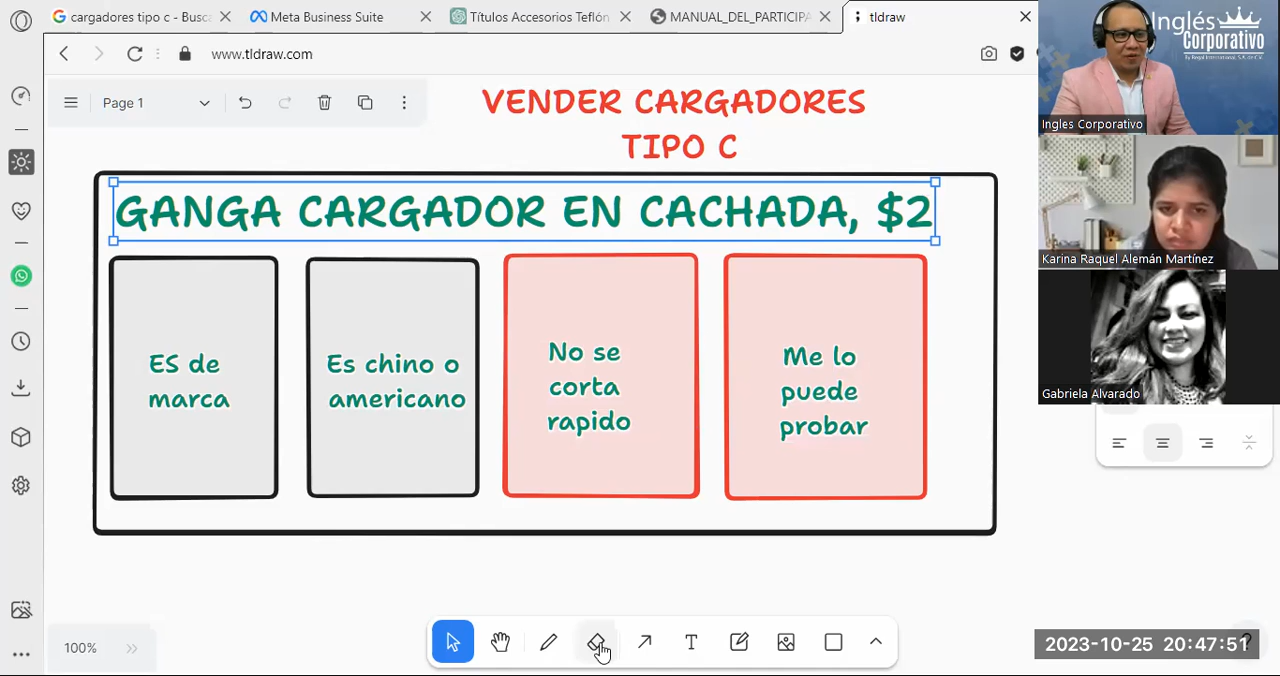 cargadores tipo c - Busca
Meta Business Suite
Títulos Accesorios Teflón
MANUAL_DEL_PARTICIPA
tldraw
www.tldraw.com
Page 1
VENDER CARGADORES
TIPO C
GANGA CARGADOR EN CACHADA, $2
ES de
marca
Es chino o
americano
No se
corta
rapido
Me lo
puede
probar
100%
Inglés
Corporativo
Ingles Corporativo
Karina Raquel Alemán Martínez
Gabriela Alvarado
2023-10-25 20:47:51